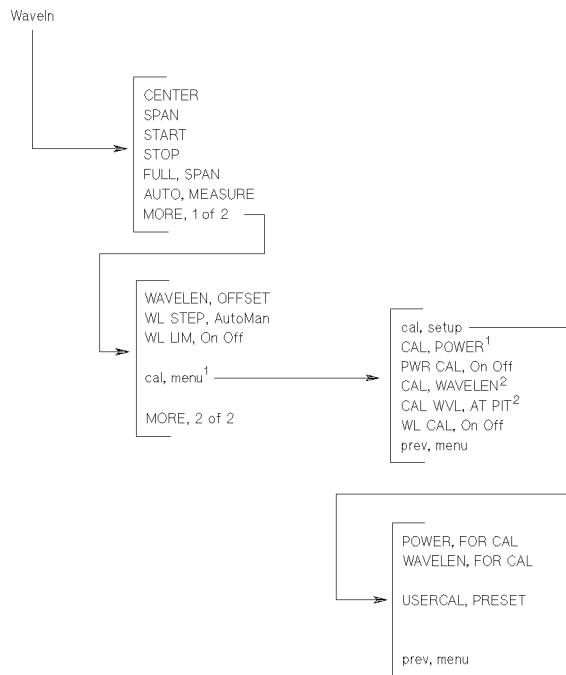 Waveln
CENTER
SPAN
START
STOP
FULL, SPAN
AUTO, MEASURE
MORE, 1 of 2
WAVELEN, OFFSET
WL STEP, AutoMan
WL LIM, On Off
cal, menu¹
MORE, 2 of 2
cal, setup
CAL, POWER¹
PWR CAL, On Off
CAL, WAVELEN²
CAL WVL, AT PIT²
WL CAL, On Off
prev, menu
POWER, FOR CAL
WAVELEN, FOR CAL
USERCAL, PRESET
prev, menu